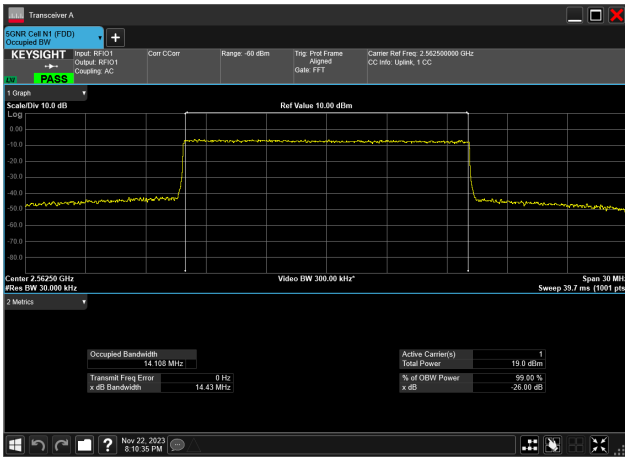 Transceiver A
5GNR Cell N1 (FDD)
Occupied BW
KEYSIGHT
LXI
PASS
Input: RFIO1
Output: RFIO1
Coupling: AC
Corr CCorr
Range: -60 dBm
Trig: Prot Frame
Aligned
Gate: FFT
Carrier Ref Freq: 2.562500000 GHz
CC Info: Uplink, 1 CC
1 Graph
Scale/Div 10.0 dB
Ref Value 10.00 dBm
Log
0.00
-10.0
-20.0
-30.0
-40.0
-50.0
-60.0
-70.0
-80.0
Center 2.56250 GHz
Video BW 300.00 kHz*
Span 30 MHz
#Res BW 30.000 kHz
Sweep 39.7 ms (1001 pts
2 Metrics
Occupied Bandwidth
14.108 MHz
Active Carrier(s) 1
Total Power 19.0 dBm
Transmit Freq Error 0 Hz
x dB Bandwidth 14.43 MHz
% of OBW Power 99.00 %
x dB -26.00 dB
Nov 22, 2023
8:10:35 PM